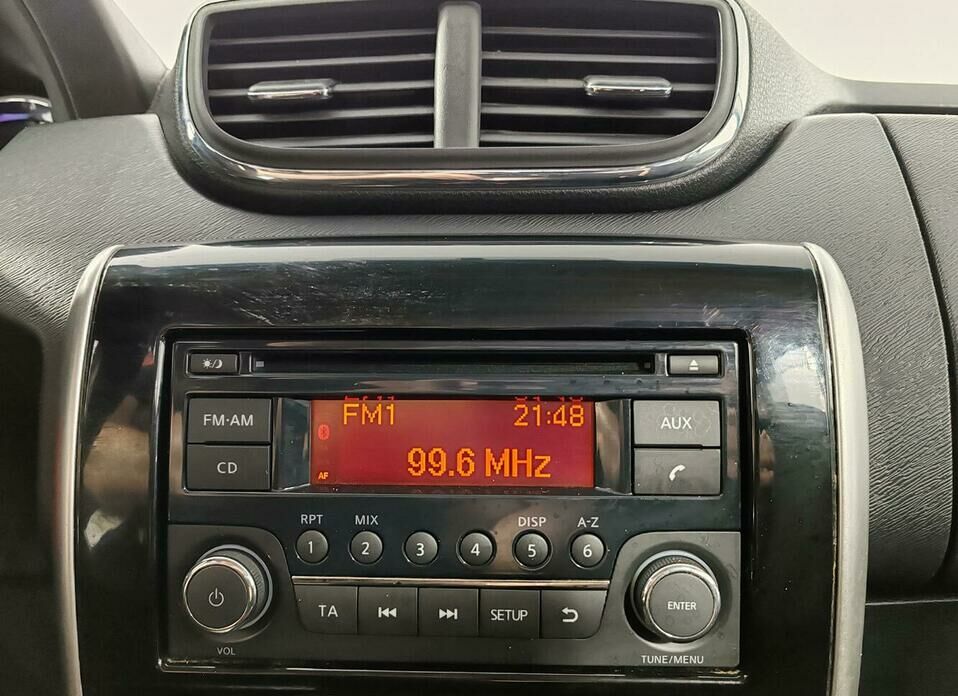 FM·AM
FM1 21:48
AUX
CD
AF
99.6 MHz
RPT MIX DISP A-Z
1 2 3 4 5 6
TA SETUP
ENTER
VOL
TUNE/MENU